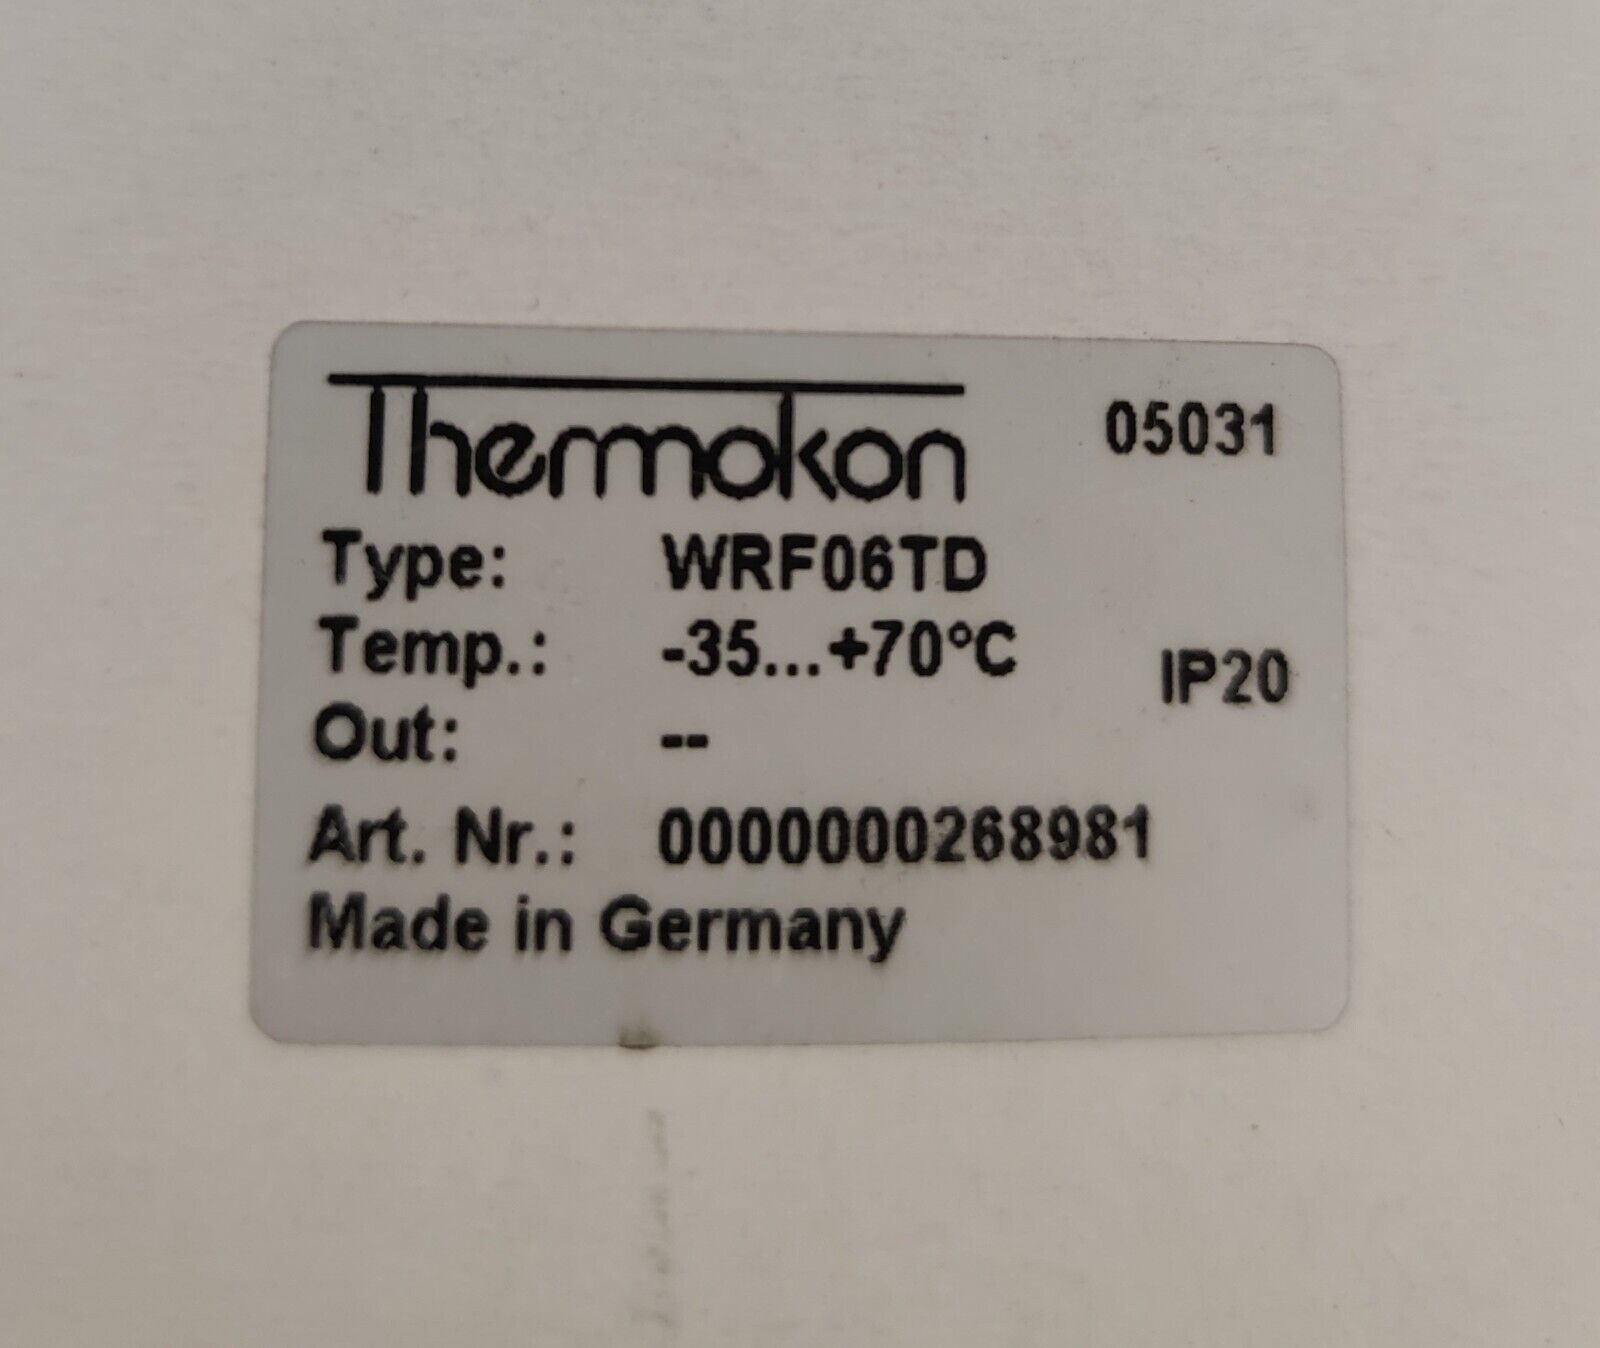 Thermokon 05031
Type: WRF06TD
Temp.: -35...+70°C IP20
Out: --
Art. Nr.: 0000000268981
Made in Germany